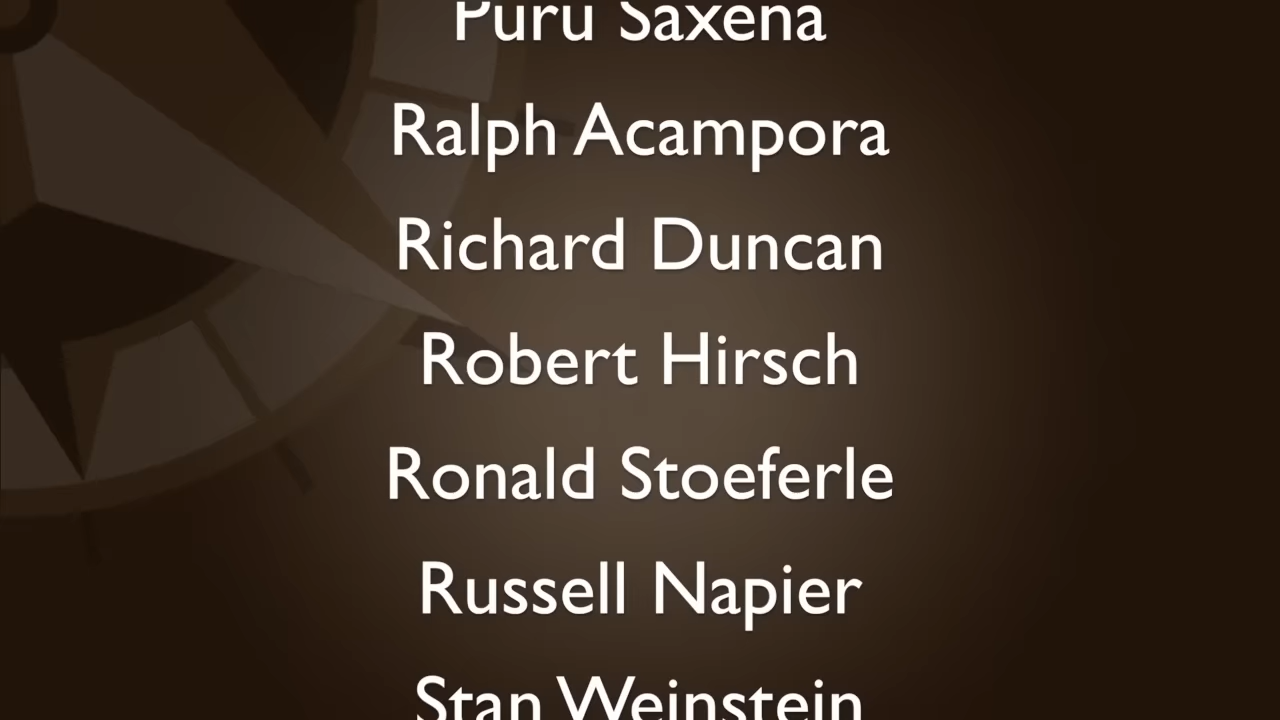 Puru Saxena
Ralph Acampora
Richard Duncan
Robert Hirsch
Ronald Stoeferle
Russell Napier
Stan Weinstein